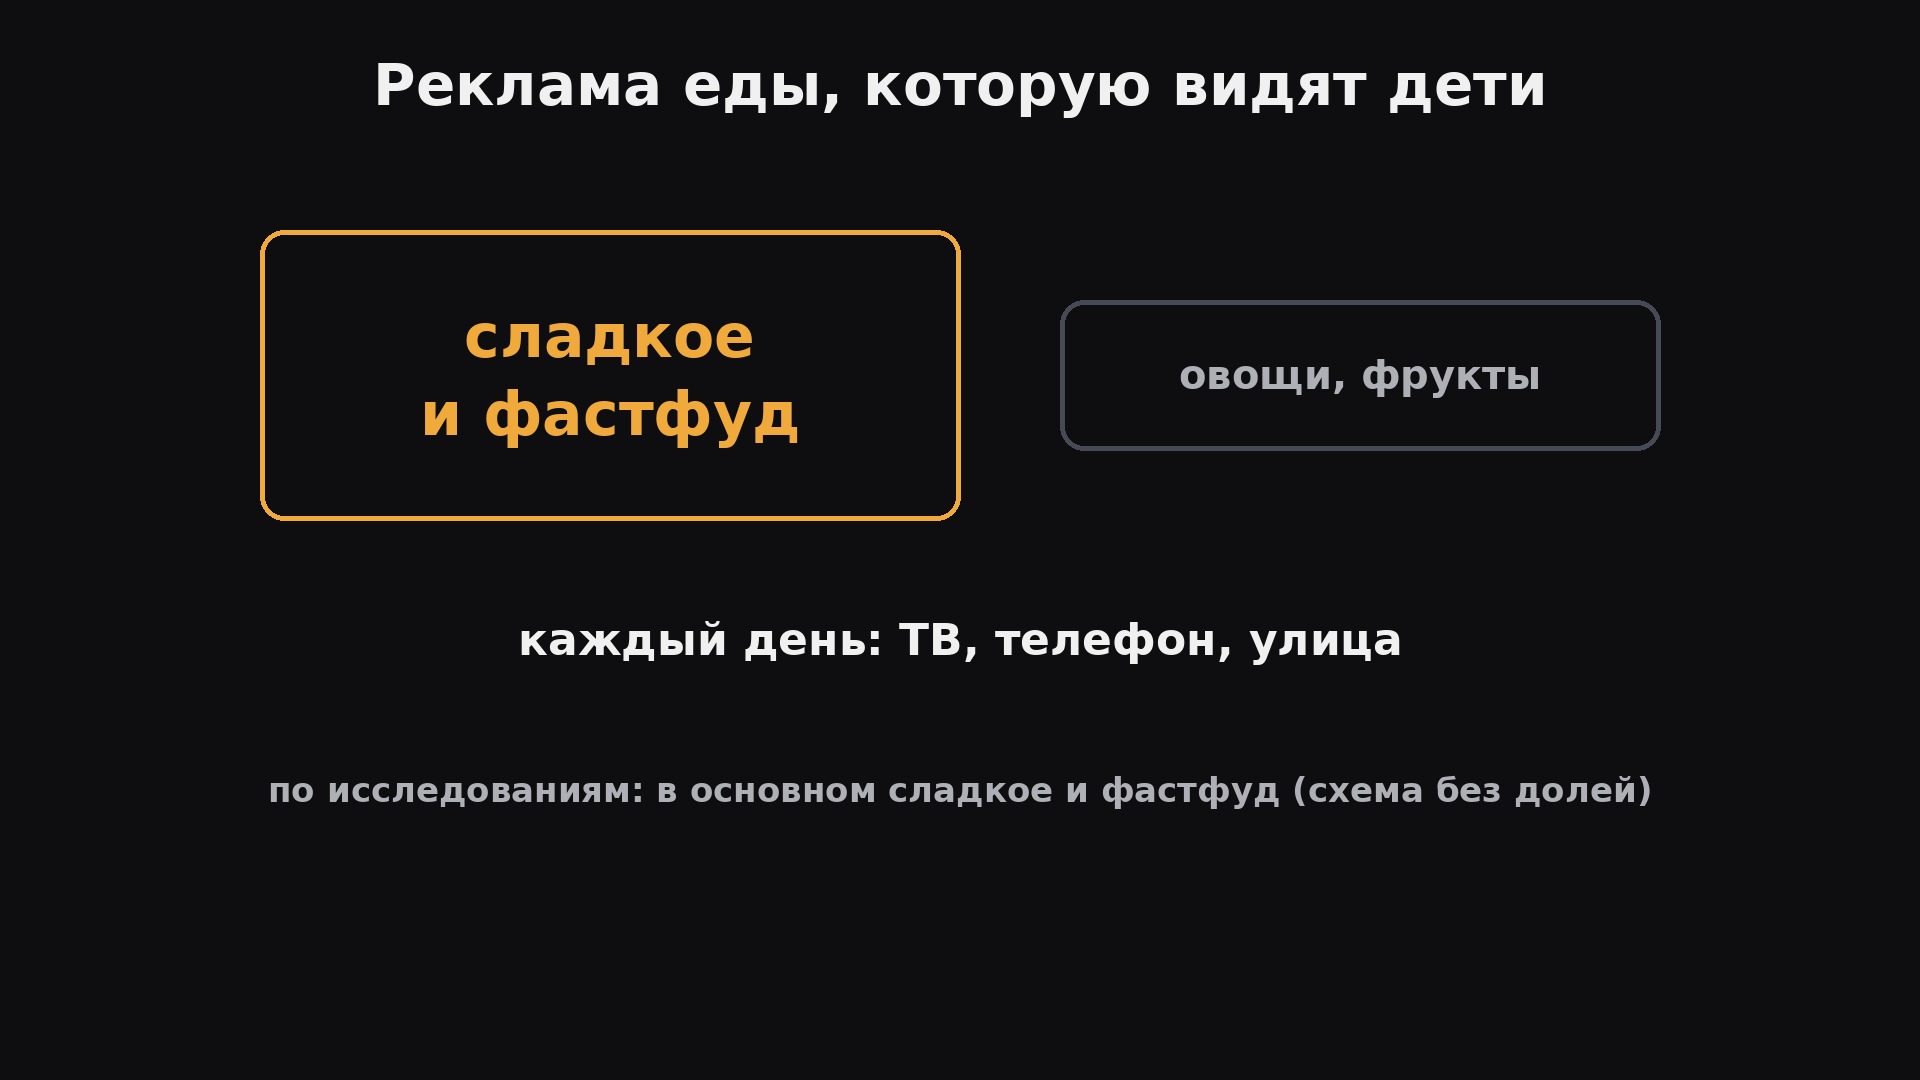 Реклама еды, которую видят дети
сладкое
и фастфуд
овощи, фрукты
каждый день: ТВ, телефон, улица
по исследованиям: в основном сладкое и фастфуд (схема без долей)